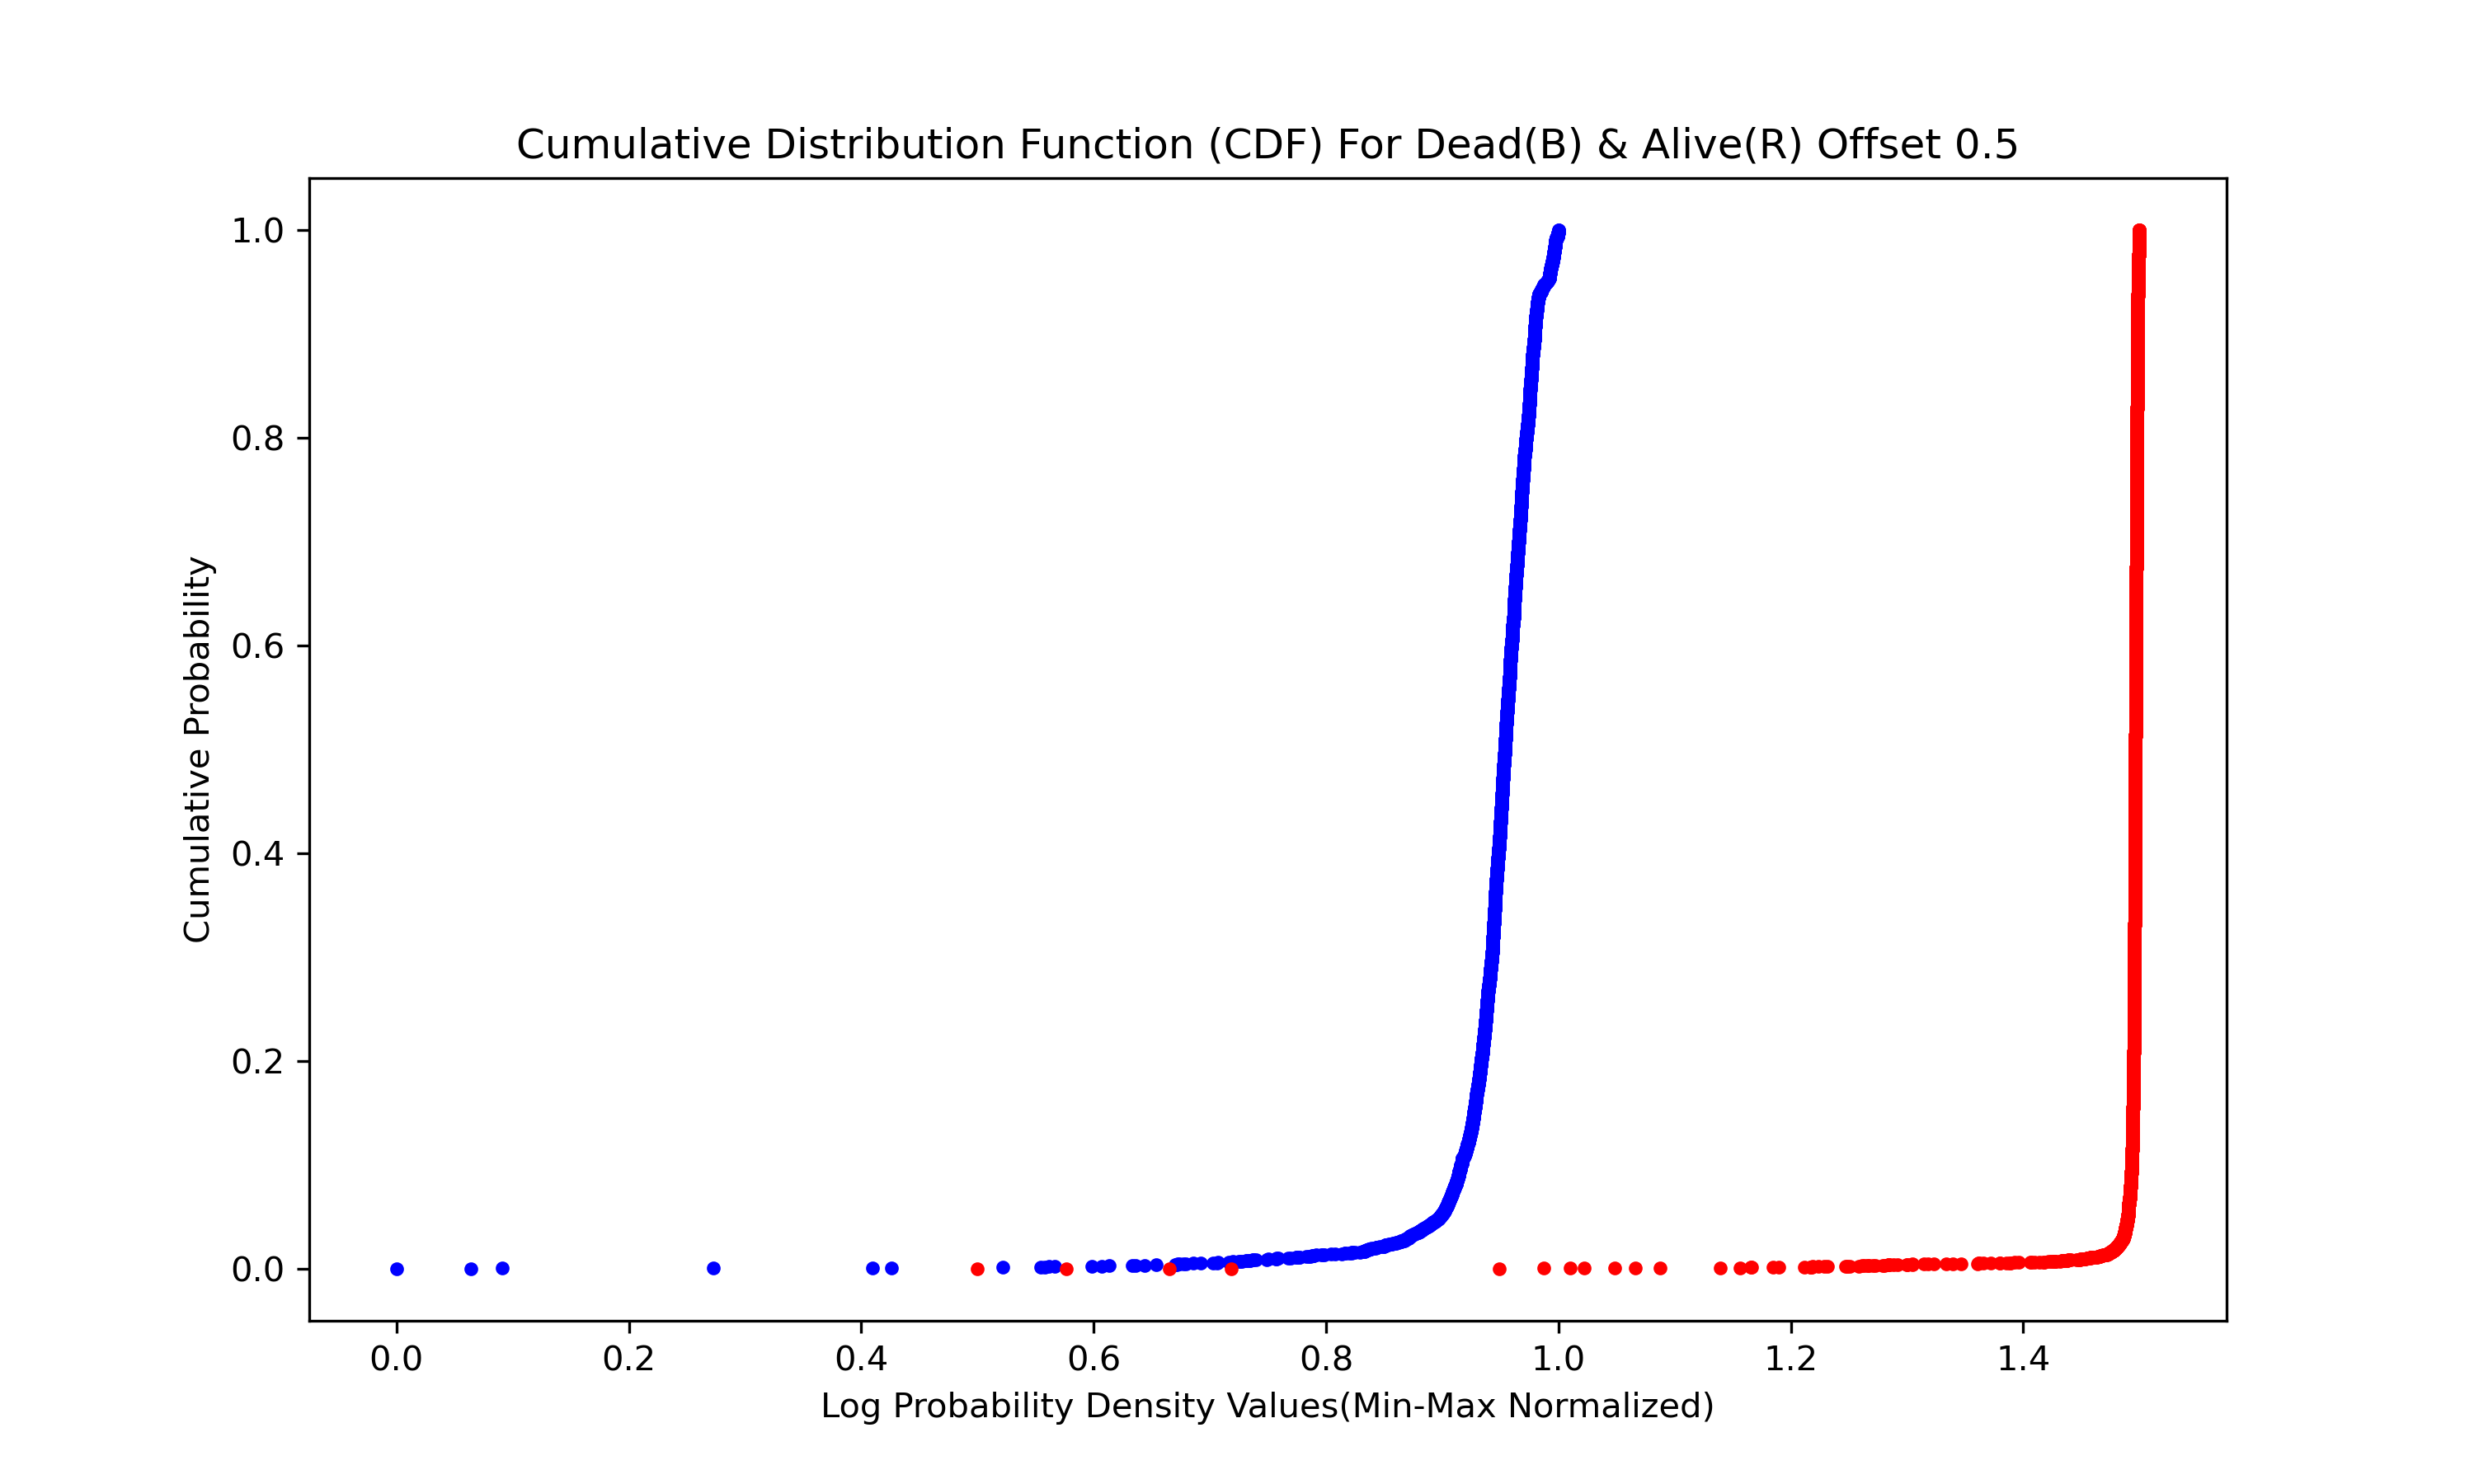 Cumulative Distribution Function (CDF) For Dead(B) & Alive(R) Offset 0.5
1.0
0.8
0.6
0.4
0.2
0.0
Cumulative Probability
0.0 0.2 0.4 0.6 0.8 1.0 1.2 1.4
Log Probability Density Values(Min-Max Normalized)